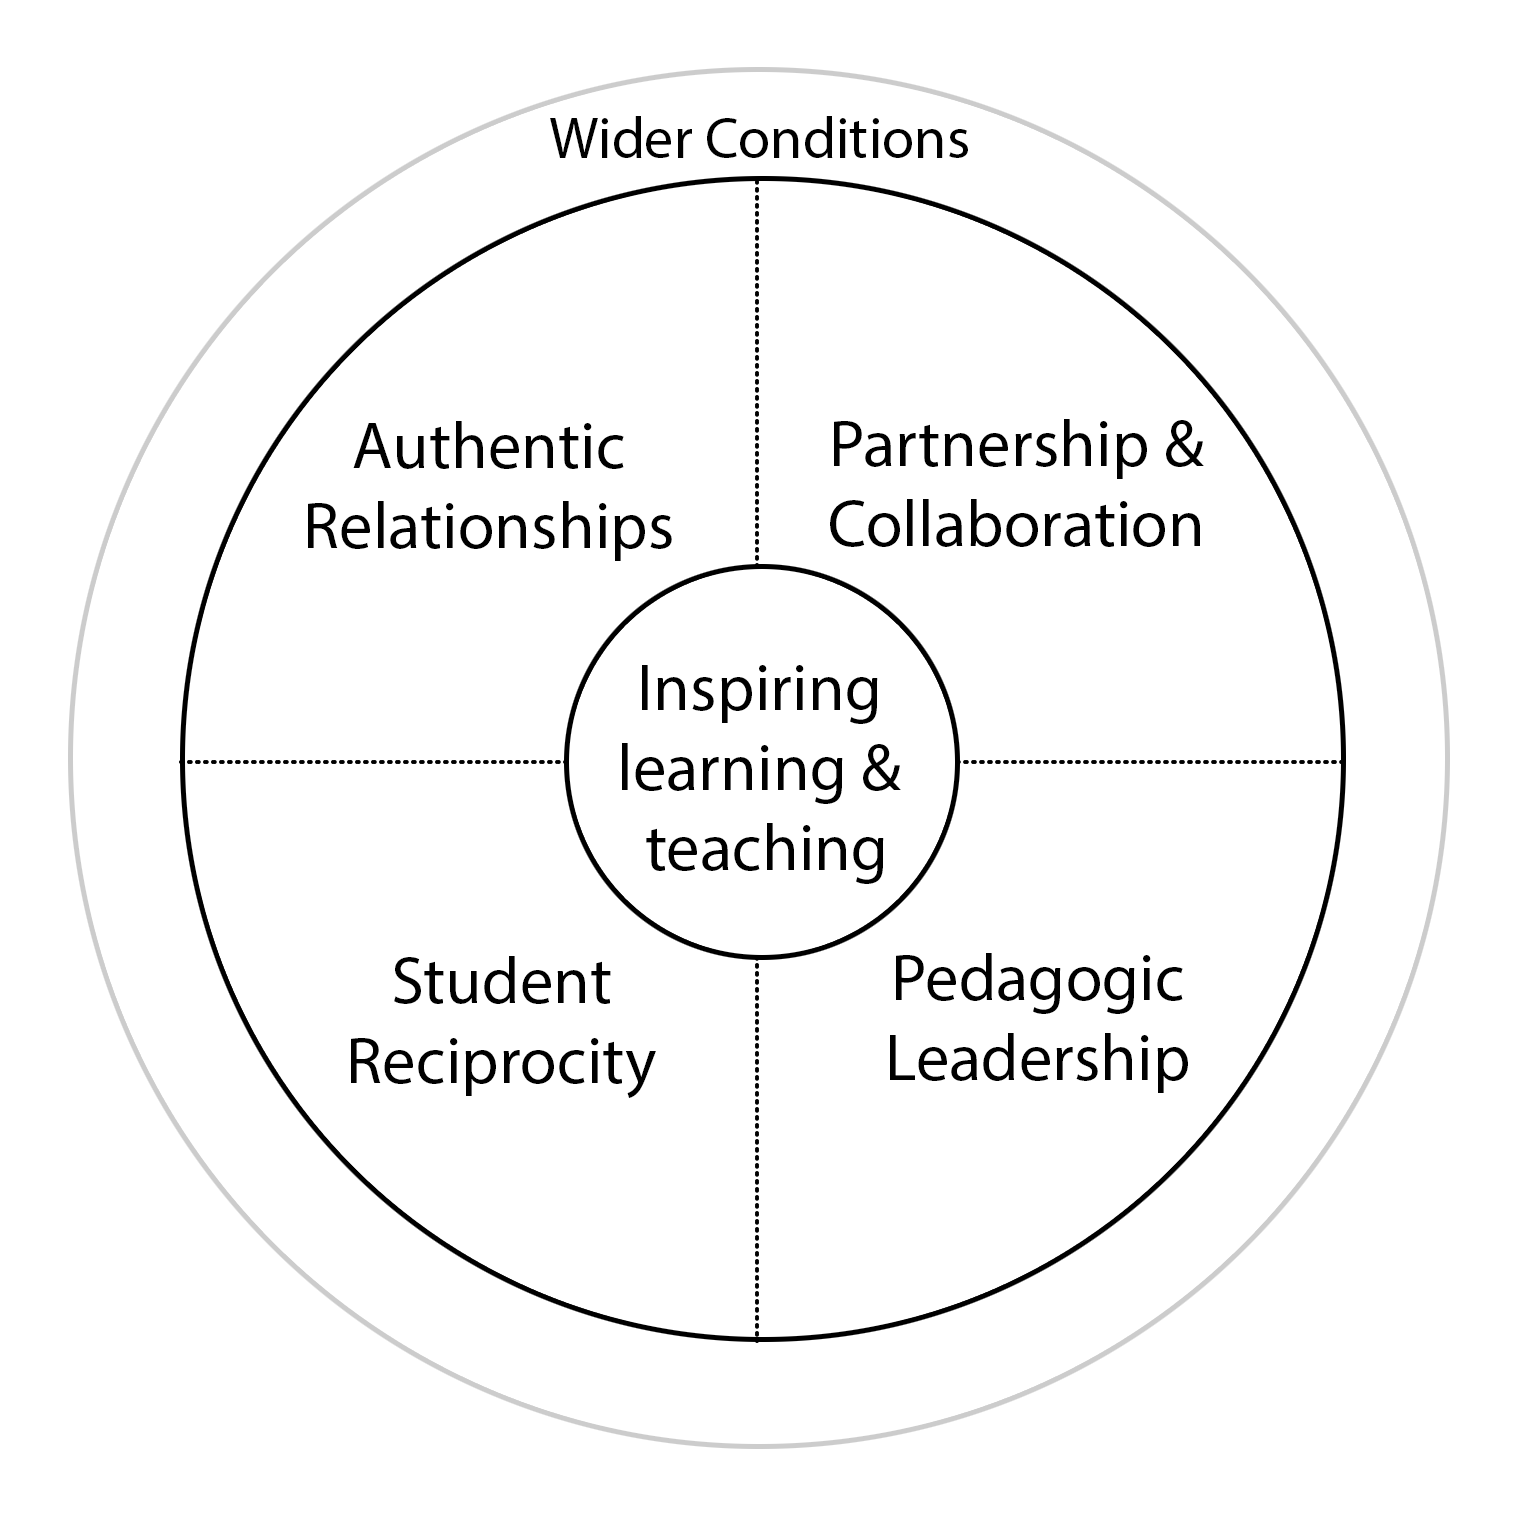 Wider Conditions
Authentic
Relationships
Partnership &
Collaboration
Inspiring
learning &
teaching
Student
Reciprocity
Pedagogic
Leadership